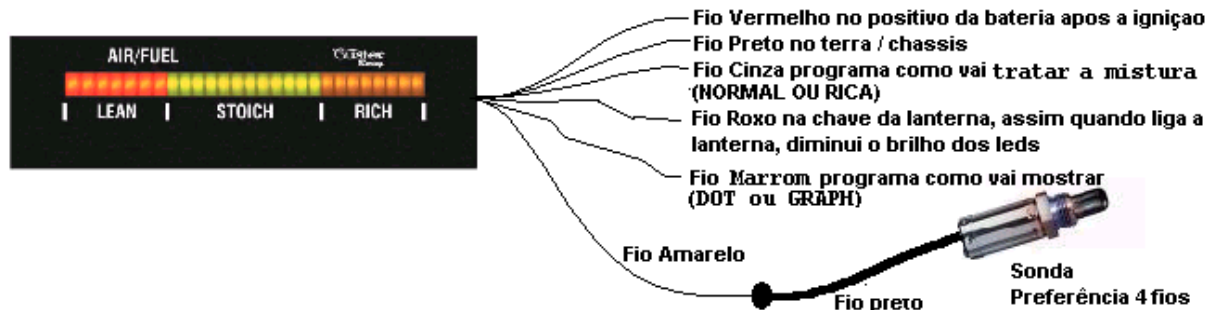 AIR/FUEL
LEAN
STOICH
RICH
Fio Vermelho no positivo da bateria apos a igniçao
Fio Preto no terra / chassis
Fio Cinza programa como vai tratar a mistura
(NORMAL OU RICA)
Fio Roxo na chave da lanterna, assim quando liga a
lanterna, diminui o brilho dos leds
Fio Marrom programa como vai mostrar
(DOT ou GRAPH)
Fio Amarelo
Fio preto
Sonda
Preferência 4 fios